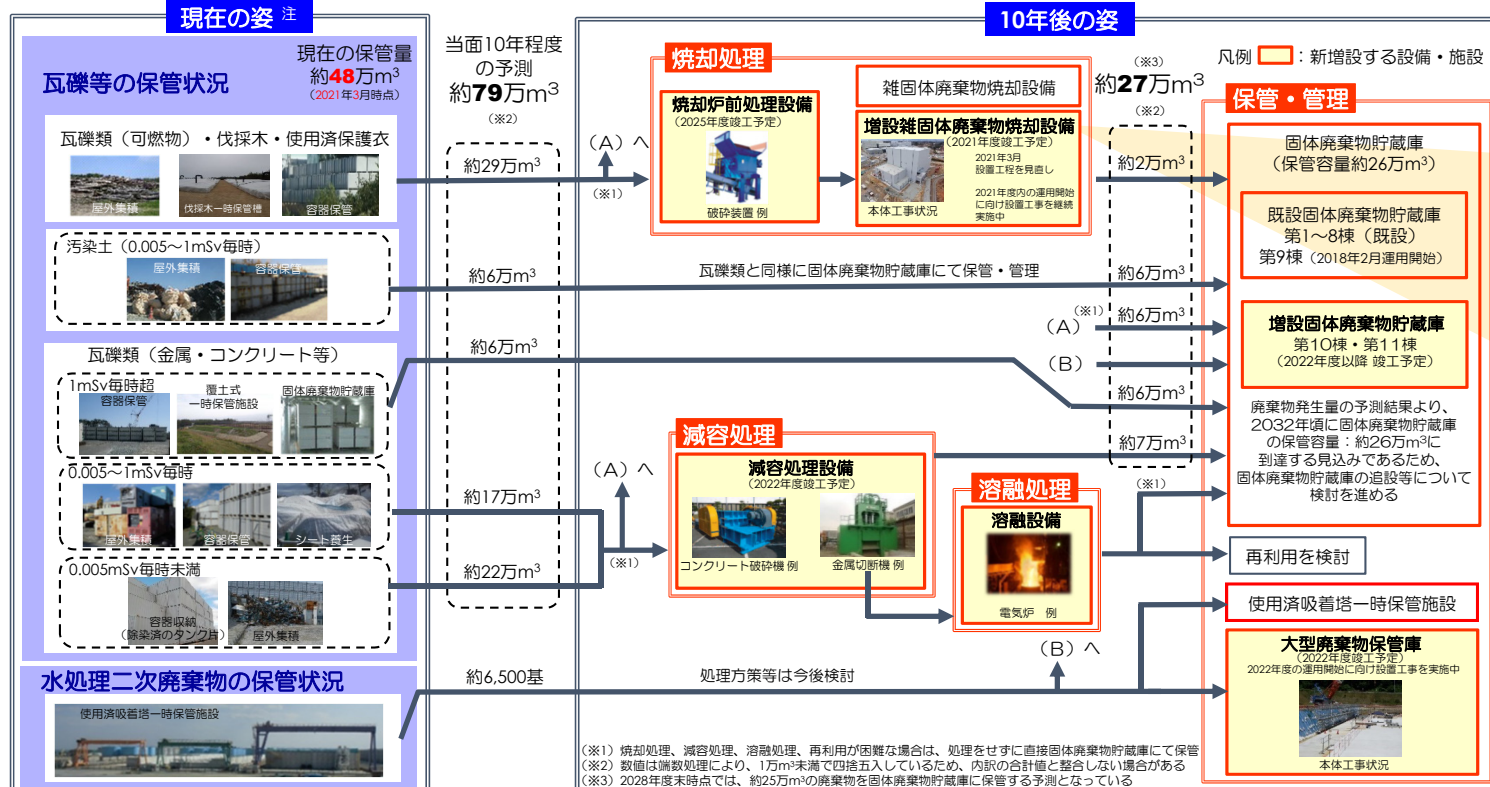 現在の姿 注
瓦礫等の保管状況
現在の保管量
約48万m³
(2021年3月時点)
瓦礫類（可燃物）・伐採木・使用済保護衣
屋外集積
伐採木一時保管槽
容器保管
汚染土（0.005～1mSv毎時）
屋外集積
容器保管
瓦礫類（金属・コンクリート等）
1mSv毎時超
容器保管
覆土式
一時保管施設
固体廃棄物貯蔵庫
0.005～1mSv毎時
屋外集積
容器保管
シート養生
0.005mSv毎時未満
容器収納
（除染済のタンク片）
屋外集積
水処理二次廃棄物の保管状況
使用済吸着塔一時保管施設
当面10年程度
の予測
約79万m³
(※2)
約29万m³
約6万m³
約6万m³
約17万m³
約22万m³
約6,500基
10年後の姿
凡例 ：新増設する設備・施設
（A）へ
(※1)
焼却処理
雑固体廃棄物焼却設備
焼却炉前処理設備
（2025年度竣工予定）
破砕装置 例
増設雑固体廃棄物焼却設備
（2021年度竣工予定）
2021年3月
設置工程を見直し
2021年度内の運用開始
に向け設置工事を継続
実施中
本体工事状況
瓦礫類と同様に固体廃棄物貯蔵庫にて保管・管理
（A）へ
(※1)
減容処理
減容処理設備
（2022年度竣工予定）
コンクリート破砕機 例
金属切断機 例
溶融処理
溶融設備
電気炉 例
処理方策等は今後検討
（B）へ
(※3)
約27万m³
(※2)
約2万m³
約6万m³
（A） (※1) 約6万m³
（B）
約6万m³
約7万m³
(※1)
保管・管理
固体廃棄物貯蔵庫
（保管容量約26万m³）
既設固体廃棄物貯蔵庫
第1～8棟（既設）
第9棟（2018年2月運用開始）
増設固体廃棄物貯蔵庫
第10棟・第11棟
（2022年度以降 竣工予定）
廃棄物発生量の予測結果より、
2032年頃に固体廃棄物貯蔵庫
の保管容量：約26万m³に
到達する見込みであるため、
固体廃棄物貯蔵庫の追設等について
検討を進める
再利用を検討
使用済吸着塔一時保管施設
大型廃棄物保管庫
（2022年度竣工予定）
2022年度の運用開始に向け設置工事を実施中
本体工事状況
(※1) 焼却処理、減容処理、溶融処理、再利用が困難な場合は、処理をせずに直接固体廃棄物貯蔵庫にて保管
(※2) 数値は端数処理により、1万m³未満で四捨五入しているため、内訳の合計値と整合しない場合がある
(※3) 2028年度末時点では、約25万m³の廃棄物を固体廃棄物貯蔵庫に保管する予測となっている